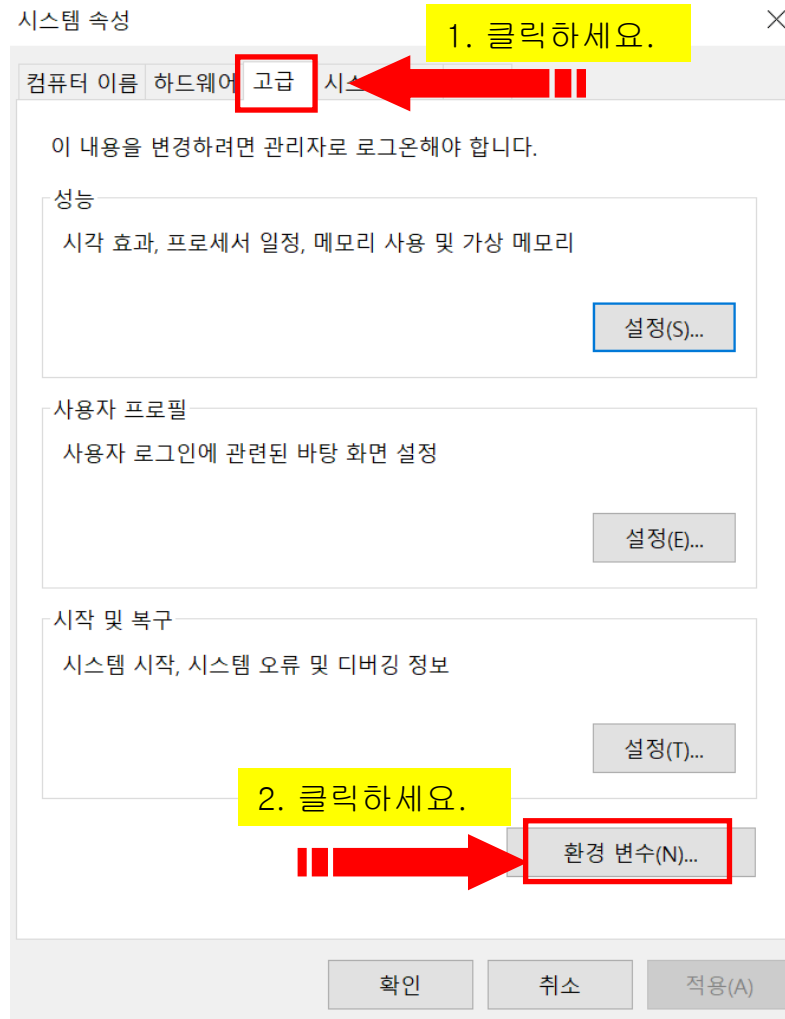 시스템 속성
1. 클릭하세요.
컴퓨터 이름 하드웨어 고급
이 내용을 변경하려면 관리자로 로그온해야 합니다.
성능
시각 효과, 프로세서 일정, 메모리 사용 및 가상 메모리
설정(S)...
사용자 프로필
사용자 로그인에 관련된 바탕 화면 설정
설정(E)...
시작 및 복구
시스템 시작, 시스템 오류 및 디버깅 정보
설정(T)...
2. 클릭하세요.
환경 변수(N)...
확인 취소 적용(A)